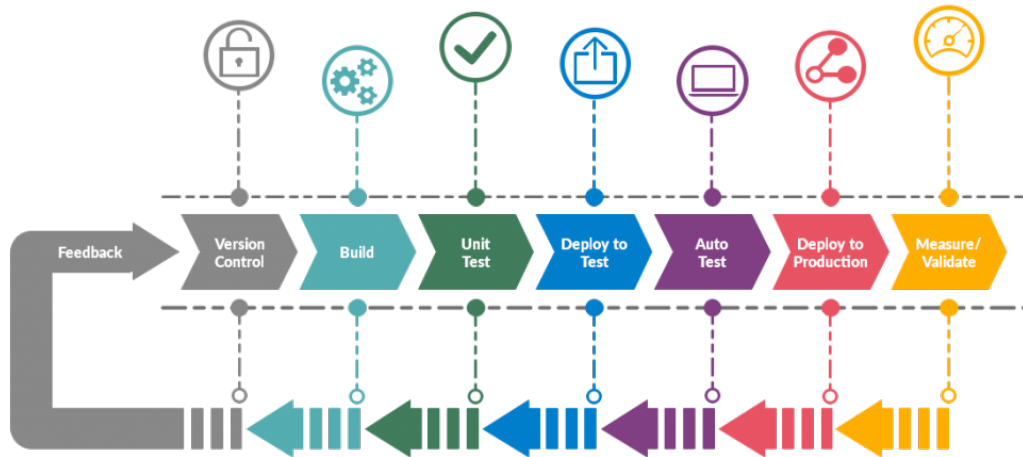 Feedback
Version
Control
Build
Unit
Test
Deploy to
Test
Auto
Test
Deploy to
Production
Measure/
Validate